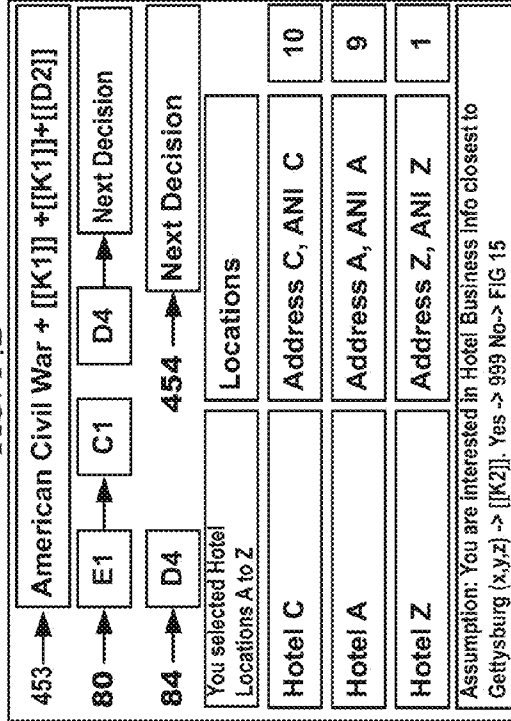 453 American Civil War + [[K1]] +[[K1]]+[[D2]]
80 E1 C1 D4 Next Decision
84 D4 454 Next Decision
You selected Hotel
Locations A to Z
Locations
Hotel C Address C, ANI C 10
Hotel A Address A, ANI A 9
Hotel Z Address Z, ANI Z 1
Assumption: You are interested in Hotel Business Info closest to
Gettysburg (x,y,z) -> [[K2]]. Yes -> 999 No-> FIG 15